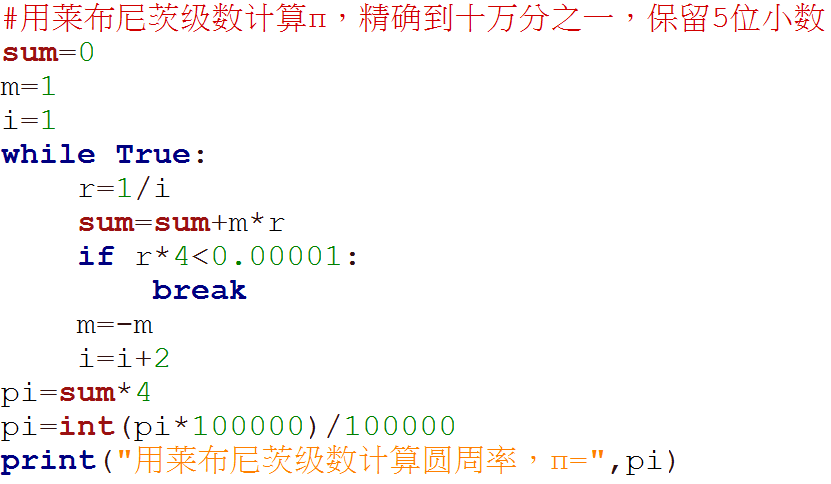 #用莱布尼茨级数计算π，精确到十万分之一，保留5位小数
sum=0
m=1
i=1
while True:
    r=1/i
    sum=sum+m*r
    if r*4<0.00001:
        break
    m=-m
    i=i+2
pi=sum*4
pi=int(pi*100000)/100000
print("用莱布尼茨级数计算圆周率，π=",pi)